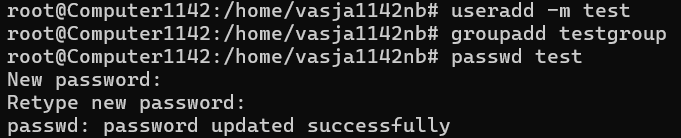 root@Computer1142:/home/vasja1142nb# useradd -m test
root@Computer1142:/home/vasja1142nb# groupadd testgroup
root@Computer1142:/home/vasja1142nb# passwd test
New password:
Retype new password:
passwd: password updated successfully